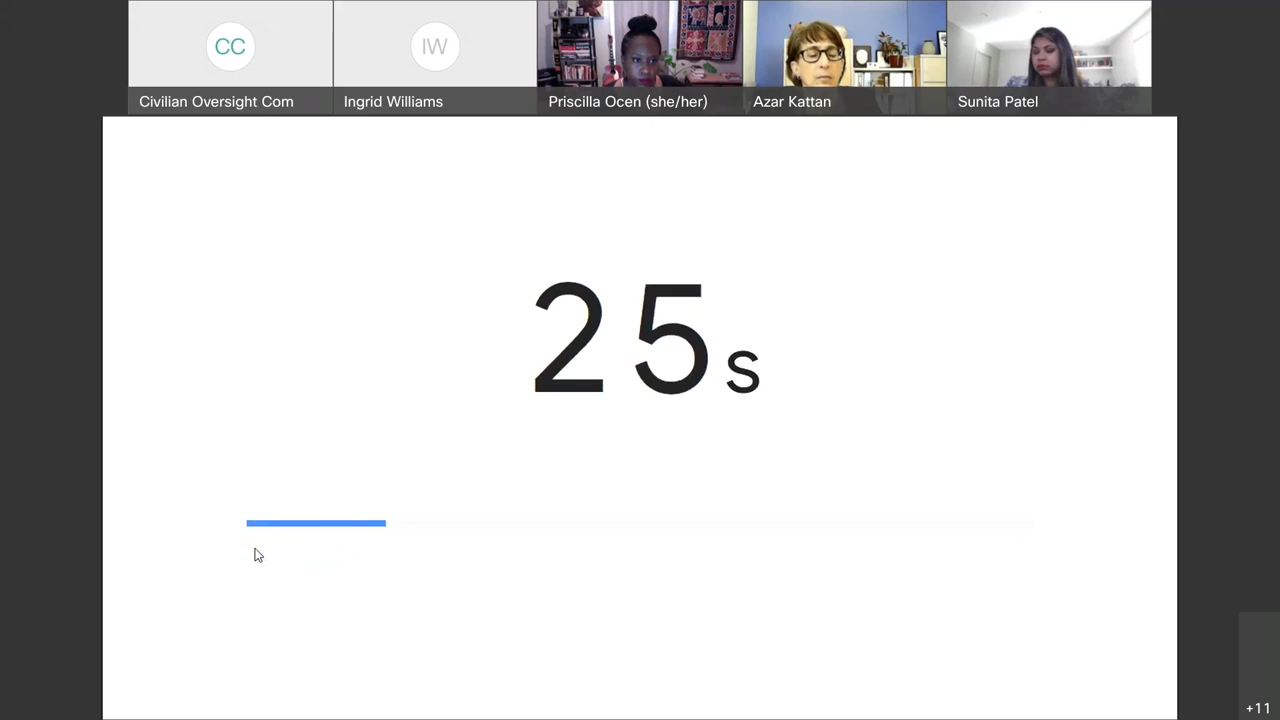 CC
IW
Civilian Oversight Com
Ingrid Williams
Priscilla Ocen (she/her)
Azar Kattan
Sunita Patel
25s
+11